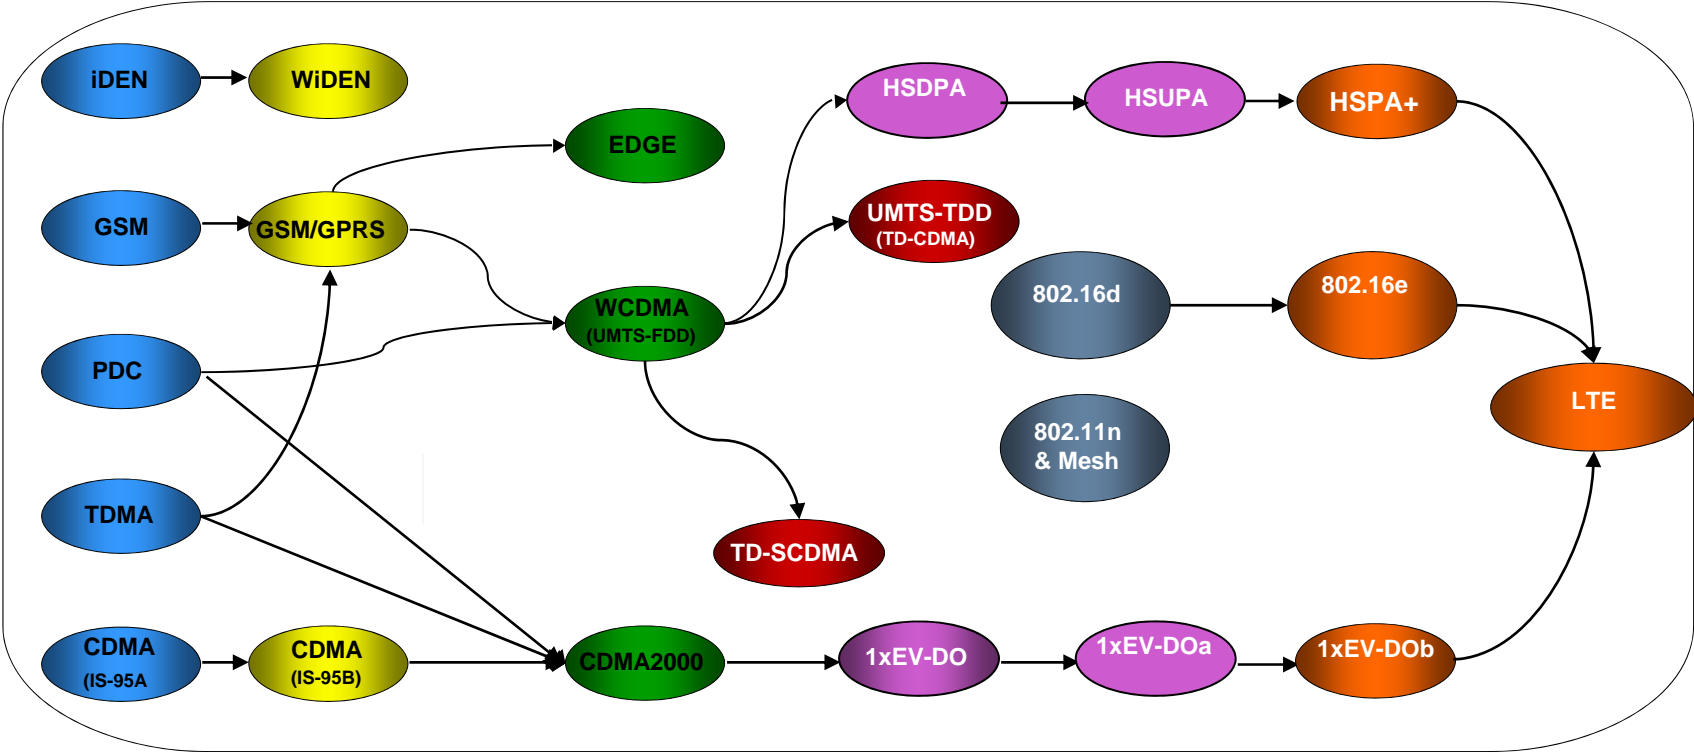 iDEN
WiDEN
HSDPA
HSUPA
HSPA+
EDGE
GSM
GSM/GPRS
UMTS-TDD
(TD-CDMA)
802.16d
802.16e
WCDMA
(UMTS-FDD)
PDC
LTE
802.11n
& Mesh
TDMA
TD-SCDMA
CDMA
(IS-95A
CDMA
(IS-95B)
CDMA2000
1xEV-DO
1xEV-DOa
1xEV-DOb